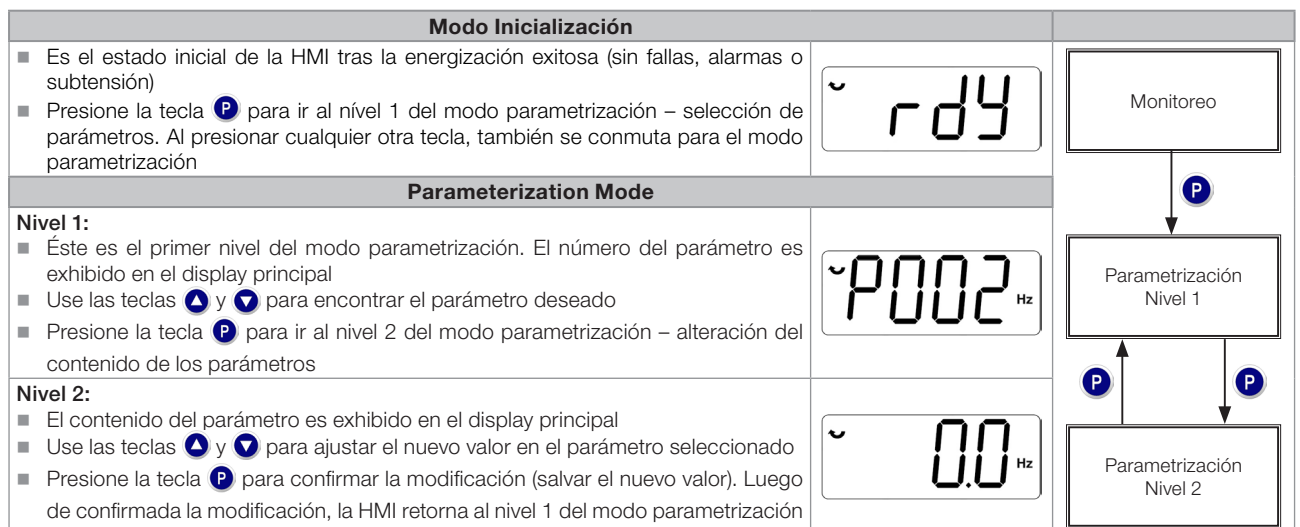 Modo Inicialización
Es el estado inicial de la HMI tras la energización exitosa (sin fallas, alarmas o
subtensión)
Presione la tecla P para ir al nível 1 del modo parametrización – selección de
parámetros. Al presionar cualquier otra tecla, también se conmuta para el modo
parametrización
rdy
Parameterization Mode
Nivel 1:
Éste es el primer nivel del modo parametrización. El número del parámetro es
exhibido en el display principal
Use las teclas y para encontrar el parámetro deseado
Presione la tecla P para ir al nivel 2 del modo parametrización – alteración del
contenido de los parámetros
P002 Hz
Nivel 2:
El contenido del parámetro es exhibido en el display principal
Use las teclas y para ajustar el nuevo valor en el parámetro seleccionado
Presione la tecla P para confirmar la modificación (salvar el nuevo valor). Luego
de confirmada la modificación, la HMI retorna al nivel 1 del modo parametrización
0.0 Hz
Monitoreo
P
Parametrización
Nivel 1
P P
Parametrización
Nivel 2